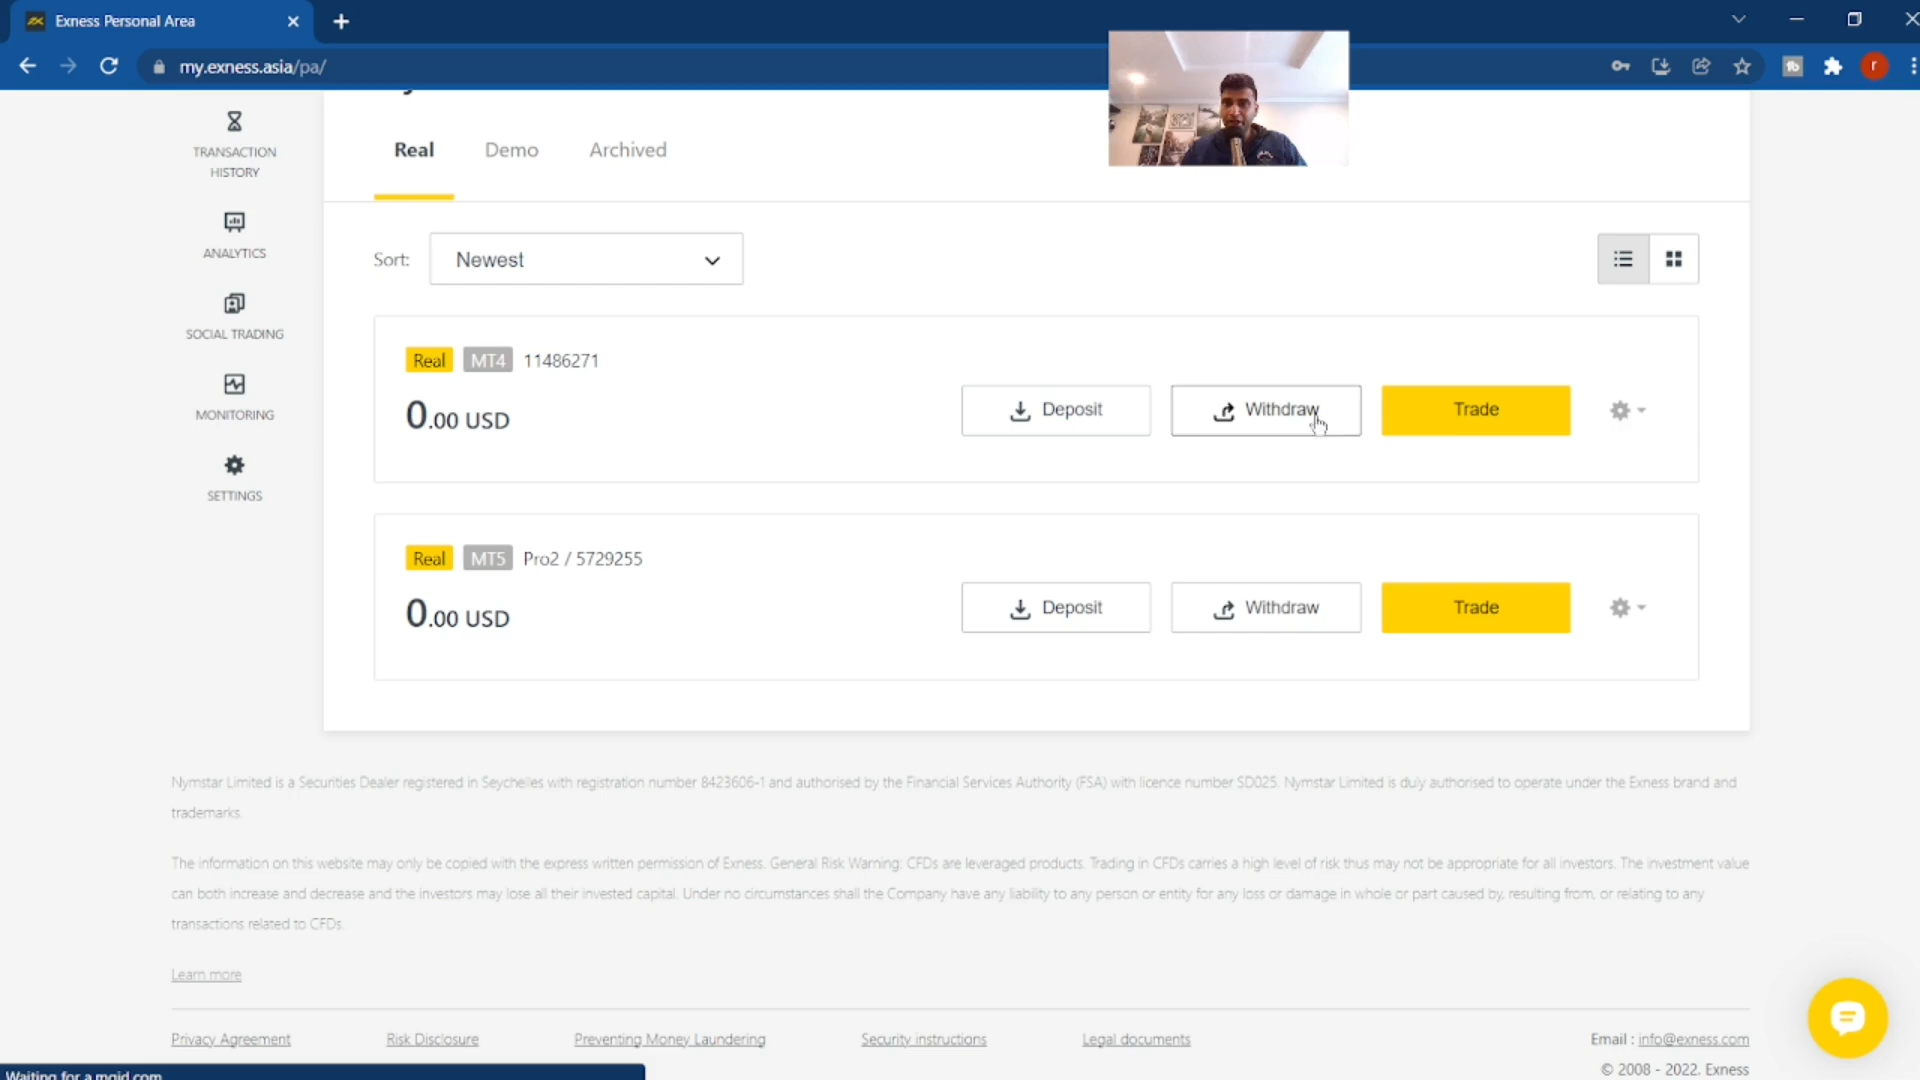 Exness Personal Area
my.exness.asia/pa/
TRANSACTION
HISTORY
ANALYTICS
SOCIAL TRADING
MONITORING
SETTINGS
Real Demo Archived
Sort: Newest
Real MT4 11486271
0.00 USD
Deposit Withdraw Trade
Real MT5 Pro2 / 5729255
0.00 USD
Deposit Withdraw Trade
Nymstar Limited is a Securities Dealer registered in Seychelles with registration number 8423606-1 and authorised by the Financial Services Authority (FSA) with licence number SD025. Nymstar Limited is duly authorised to operate under the Exness brand and
trademarks.
The information on this website may only be copied with the express written permission of Exness. General Risk Warning: CFDs are leveraged products. Trading in CFDs carries a high level of risk thus may not be appropriate for all investors. The investment value
can both increase and decrease and the investors may lose all their invested capital. Under no circumstances shall the Company have any liability to any person or entity for any loss or damage in whole or part caused by, resulting from, or relating to any
transactions related to CFDs.
Learn more
Privacy Agreement Risk Disclosure Preventing Money Laundering Security instructions Legal documents Email : info@exness.com
© 2008 - 2022. Exness
Waiting for a.mgid.com